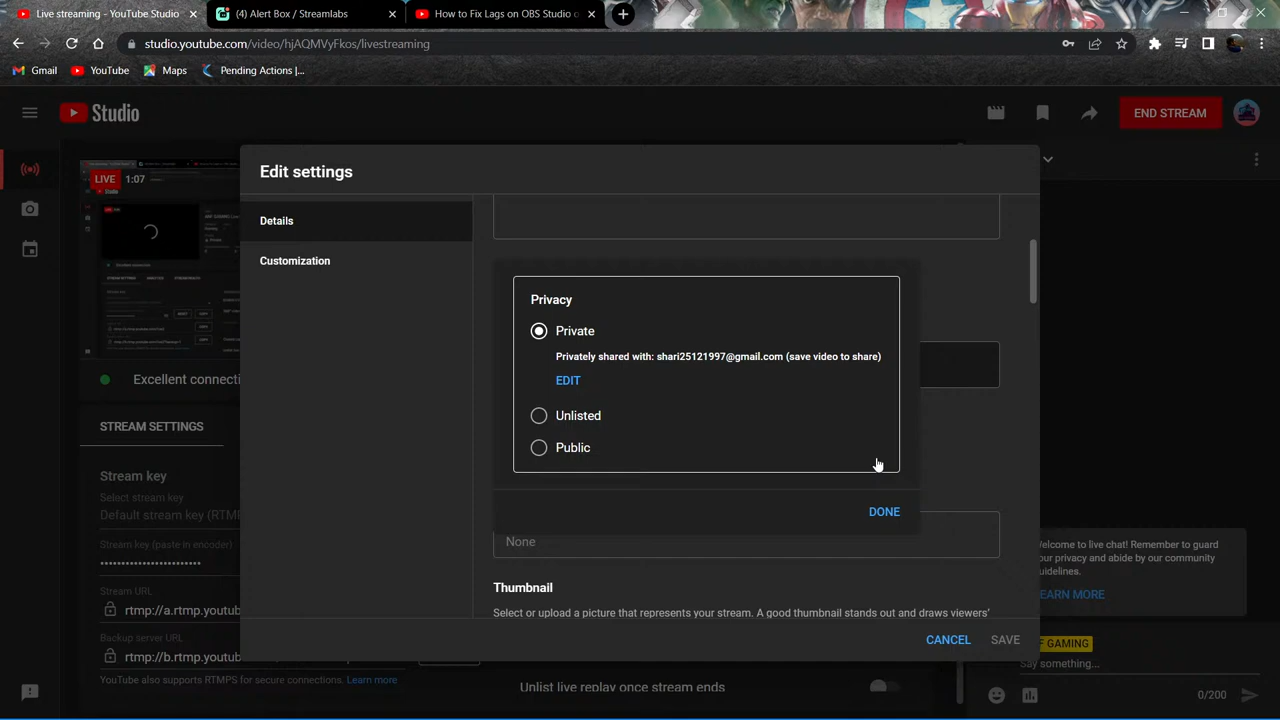 Live streaming - YouTube Studio
(4) Alert Box / Streamlabs
How to Fix Lags on OBS Studio o
studio.youtube.com/video/hjAQMVyFkos/livestreaming
Gmail
YouTube
Maps
Pending Actions |...
Studio
END STREAM
LIVE 1:07
Edit settings
Details
Customization
Privacy
Private
Privately shared with: shari25121997@gmail.com (save video to share)
EDIT
Unlisted
Public
DONE
None
Thumbnail
Select or upload a picture that represents your stream. A good thumbnail stands out and draws viewers'
CANCEL
SAVE
Excellent connecti
STREAM SETTINGS
Stream key
Select stream key
Default stream key (RTM
Stream key (paste in encoder)
Stream URL
rtmp://a.rtmp.youtub
Backup server URL
rtmp://b.rtmp.youtub
YouTube also supports RTMPS for secure connections. Learn more
Unlist live replay once stream ends
elcome to live chat! Remember to guard
our privacy and abide by our community
uidelines.
EARN MORE
F GAMING
Say something...
0/200